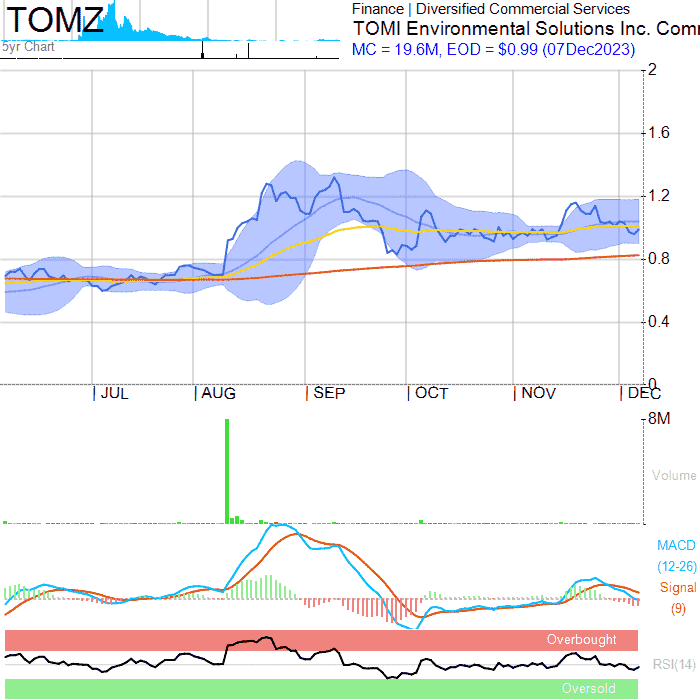 TOMZ
5yr Chart
Finance | Diversified Commercial Services
TOMI Environmental Solutions Inc. Comm
MC = 19.6M, EOD = $0.99 (07Dec2023)
2
1.6
1.2
0.8
0.4
0
JUL AUG SEP OCT NOV DEC
8M
Volume
MACD
(12-26)
Signal
(9)
Overbought
RSI(14)
Oversold